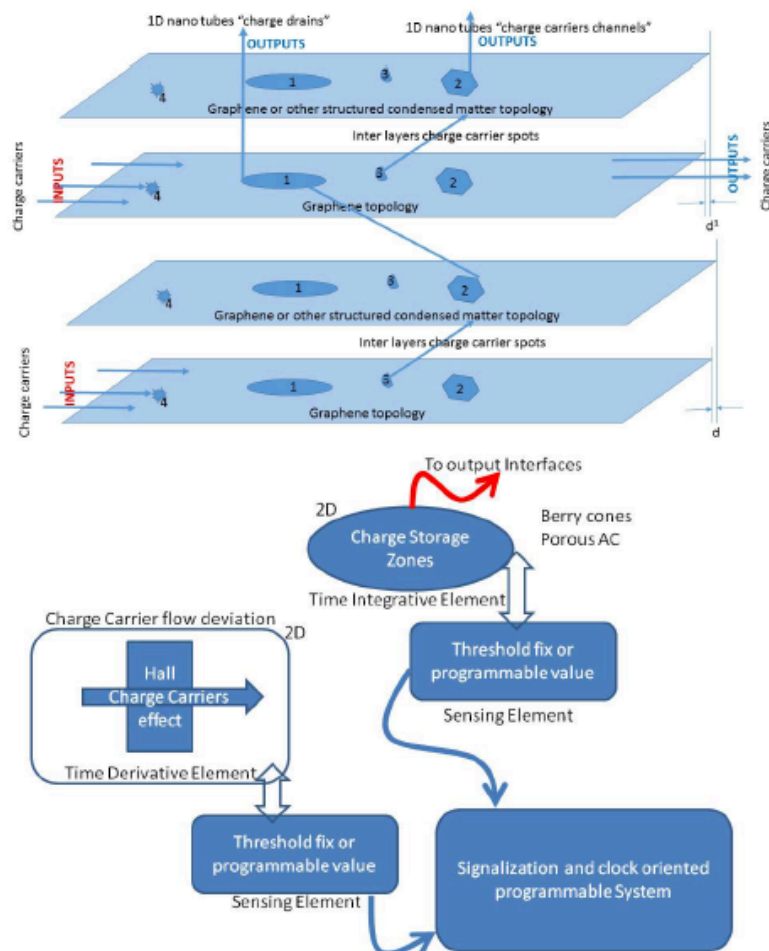 1D nano tubes “charge drains”
OUTPUTS
1D nano tubes “charge carriers channels”
OUTPUTS
4
1
3
2
Graphene or other structured condensed matter topology
Inter layers charge carrier spots
Charge carriers
INPUTS
4
1
3
2
Graphene topology
OUTPUTS
Charge carriers
d¹
4
1
3
2
Graphene or other structured condensed matter topology
Inter layers charge carrier spots
Charge carriers
INPUTS
4
1
3
2
Graphene topology
d
To output Interfaces
2D
Charge Storage
Zones
Berry cones
Porous AC
Time Integrative Element
Charge Carrier flow deviation
2D
Hall
Charge Carriers
effect
Time Derivative Element
Threshold fix or
programmable value
Sensing Element
Threshold fix or
programmable value
Sensing Element
Signalization and clock oriented
programmable System